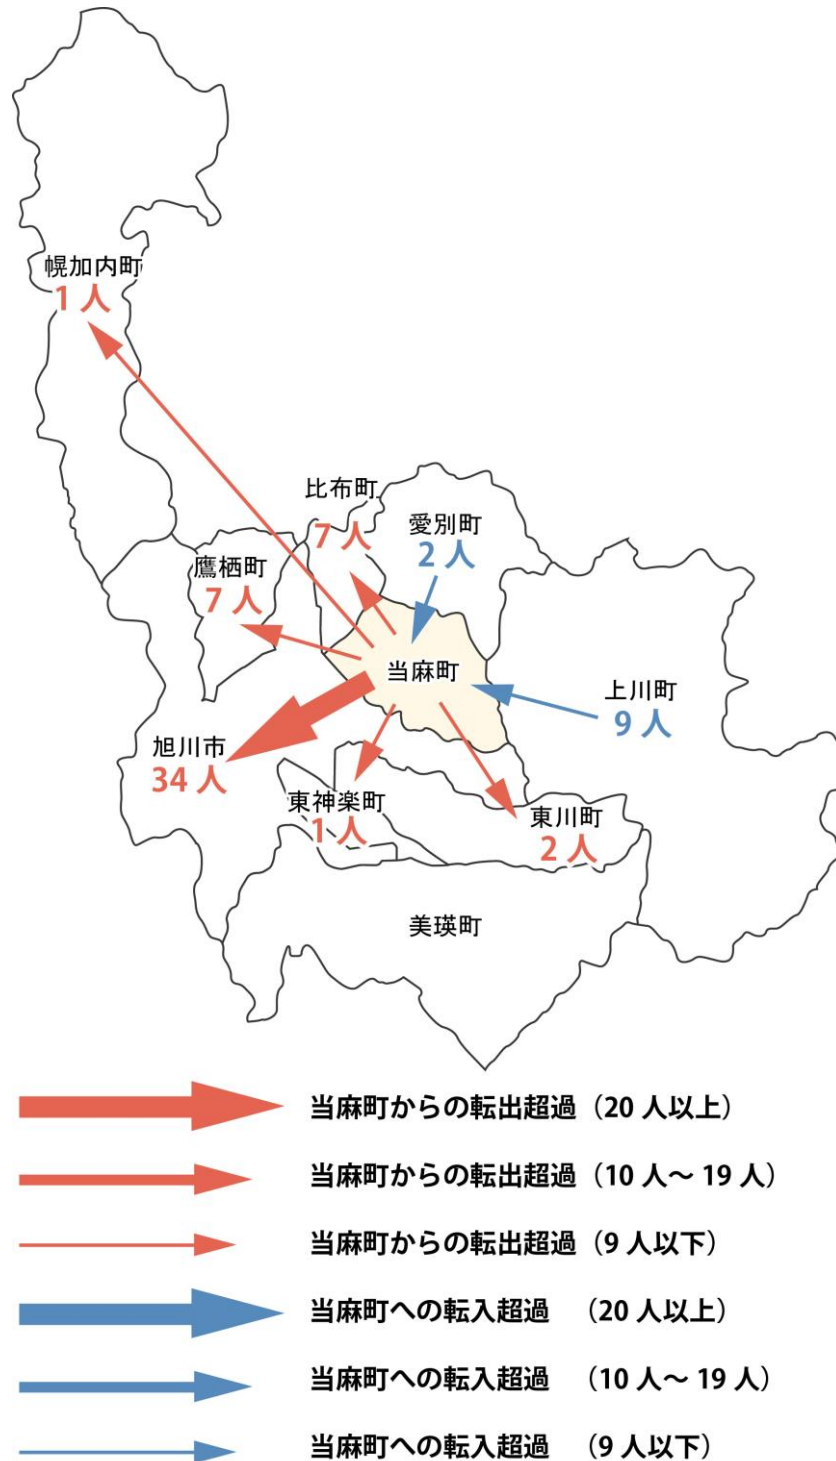 幌加内町
1 人
比布町
7 人
愛別町
2 人
鷹栖町
7 人
当麻町
上川町
9 人
旭川市
34 人
東神楽町
1 人
東川町
2 人
美瑛町
当麻町からの転出超過（20 人以上）
当麻町からの転出超過（10 人～ 19 人）
当麻町からの転出超過（9 人以下）
当麻町への転入超過　（20 人以上）
当麻町への転入超過　（10 人～ 19 人）
当麻町への転入超過　（9 人以下）